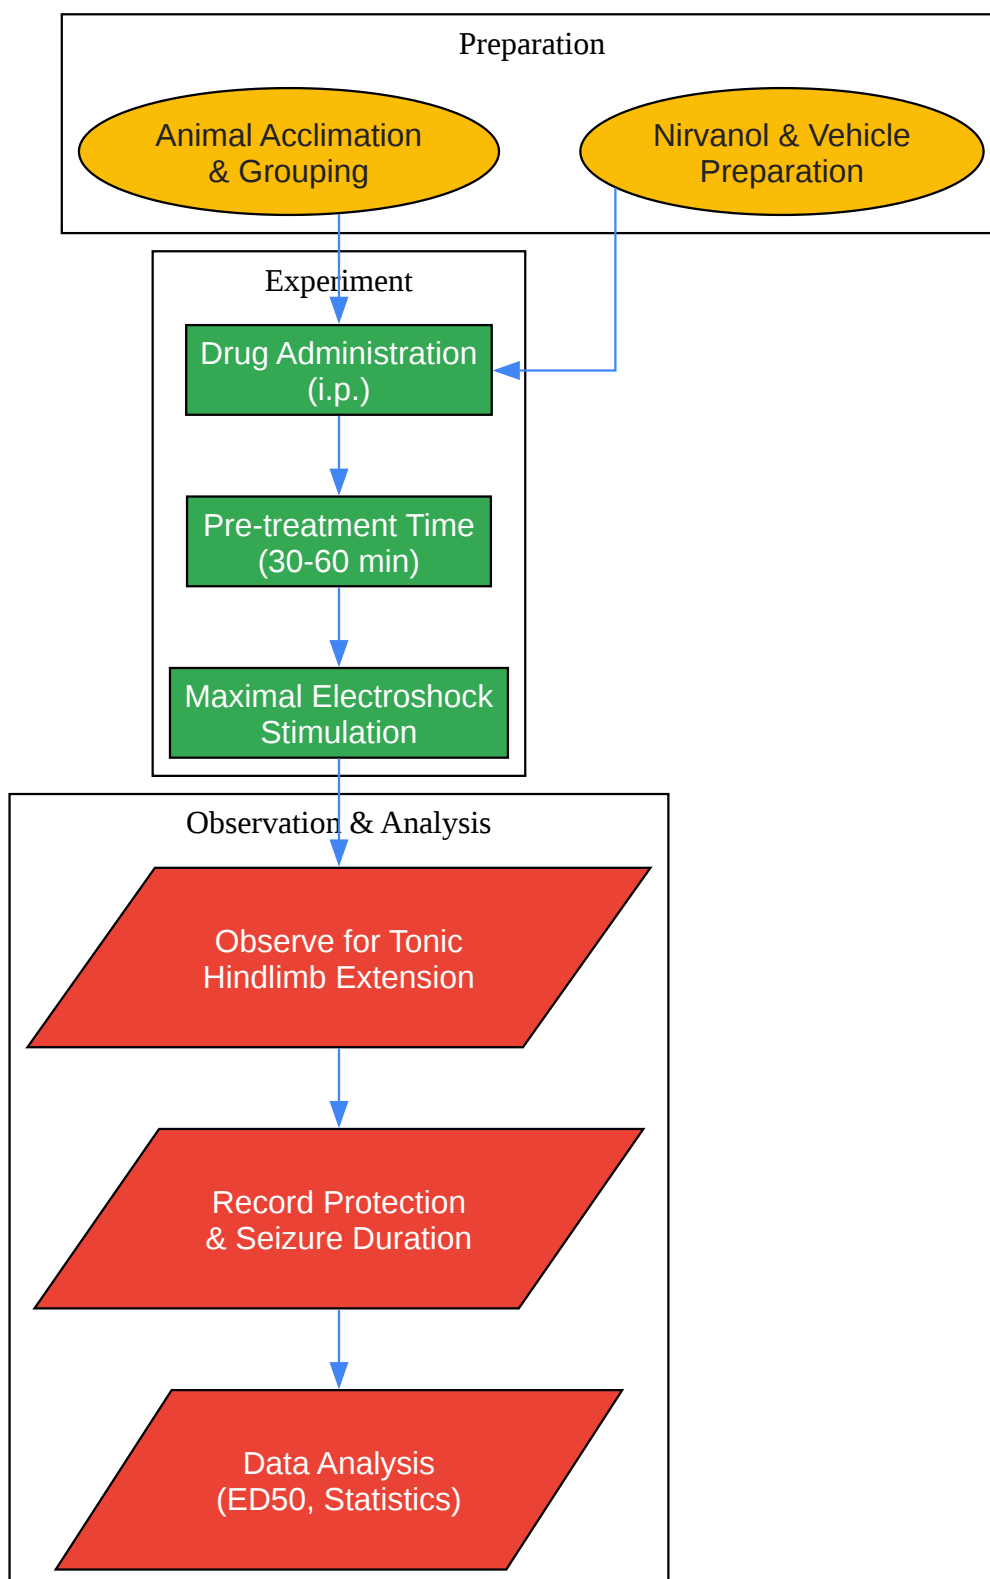 Preparation
Animal Acclimation
& Grouping
Nirvanol & Vehicle
Preparation
Experiment
Drug Administration
(i.p.)
Pre-treatment Time
(30-60 min)
Maximal Electroshock
Stimulation
Observation & Analysis
Observe for Tonic
Hindlimb Extension
Record Protection
& Seizure Duration
Data Analysis
(ED50, Statistics)